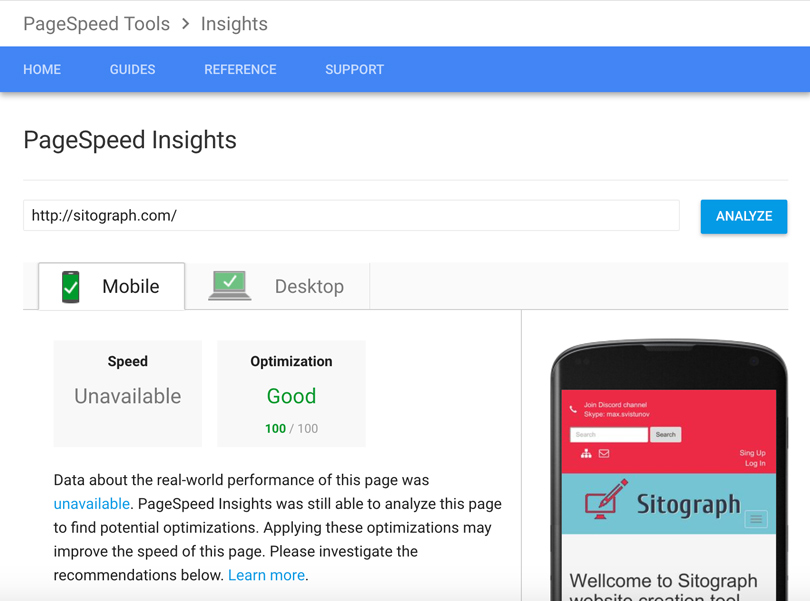 PageSpeed Tools > Insights
HOME GUIDES REFERENCE SUPPORT
PageSpeed Insights
http://sitograph.com/
ANALYZE
Mobile
Desktop
Speed
Unavailable
Optimization
Good
100 / 100
Data about the real-world performance of this page was
unavailable. PageSpeed Insights was still able to analyze this page
to find potential optimizations. Applying these optimizations may
improve the speed of this page. Please investigate the
recommendations below. Learn more.
Join Discord channel
Skype: max.svistunov
Search
Search
Sing Up
Log In
Sitograph
Wellcome to Sitograph
website creation tool